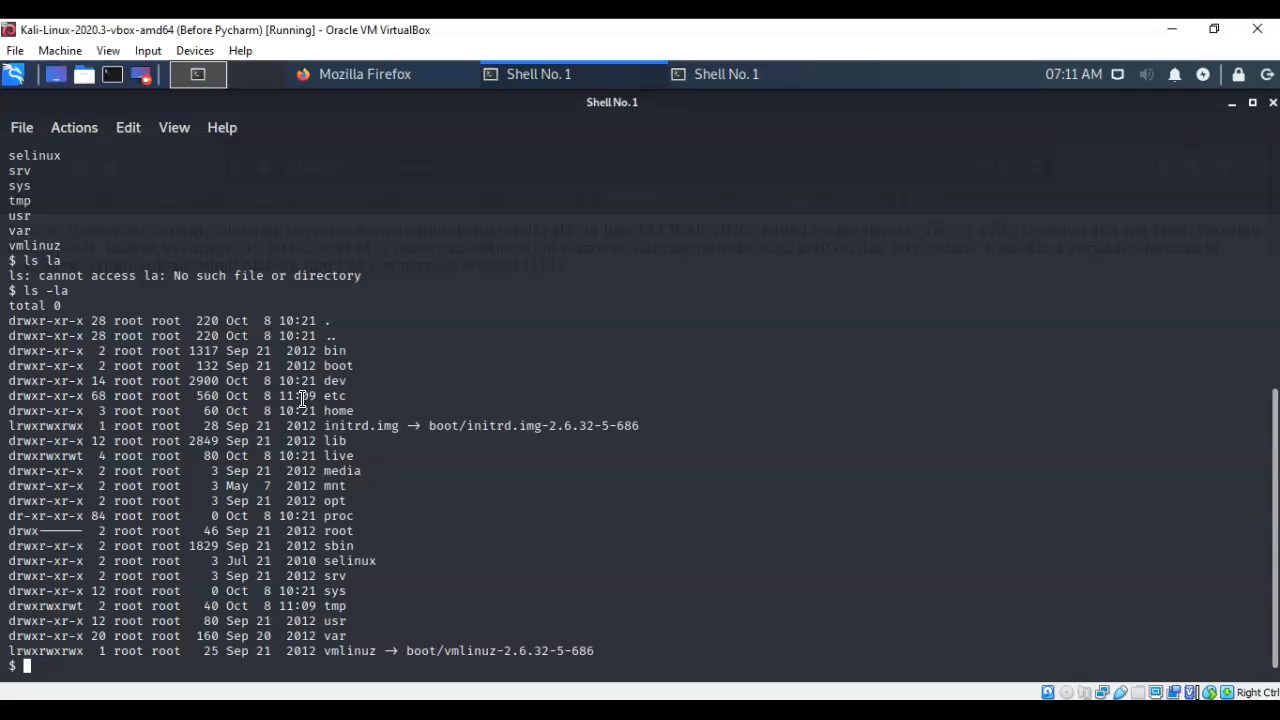 Kali-Linux-2020.3-vbox-amd64 (Before Pycharm) [Running] - Oracle VM VirtualBox
File Machine View Input Devices Help
Mozilla Firefox Shell No. 1 Shell No. 1 07:11 AM
Shell No. 1
File Actions Edit View Help
selinux
srv
sys
tmp
usr
var
vmlinuz
$ ls la
ls: cannot access la: No such file or directory
$ ls -la
total 0
drwxr-xr-x 28 root root  220 Oct  8 10:21 .
drwxr-xr-x 28 root root  220 Oct  8 10:21 ..
drwxr-xr-x  2 root root 1317 Sep 21  2012 bin
drwxr-xr-x  2 root root  132 Sep 21  2012 boot
drwxr-xr-x 14 root root 2900 Oct  8 10:21 dev
drwxr-xr-x 68 root root  560 Oct  8 11:09 etc
drwxr-xr-x  3 root root   60 Oct  8 10:21 home
lrwxrwxrwx  1 root root   28 Sep 21  2012 initrd.img -> boot/initrd.img-2.6.32-5-686
drwxr-xr-x 12 root root 2849 Sep 21  2012 lib
drwxrwxrwt  4 root root   80 Oct  8 10:21 live
drwxr-xr-x  2 root root    3 Sep 21  2012 media
drwxr-xr-x  2 root root    3 May  7  2012 mnt
drwxr-xr-x  2 root root    3 Sep 21  2012 opt
dr-xr-xr-x 84 root root    0 Oct  8 10:21 proc
drwx------  2 root root   46 Sep 21  2012 root
drwxr-xr-x  2 root root 1829 Sep 21  2012 sbin
drwxr-xr-x  2 root root    3 Jul 21  2010 selinux
drwxr-xr-x  2 root root    3 Sep 21  2012 srv
drwxr-xr-x 12 root root    0 Oct  8 10:21 sys
drwxrwxrwt  2 root root   40 Oct  8 11:09 tmp
drwxr-xr-x 12 root root   80 Sep 21  2012 usr
drwxr-xr-x 20 root root  160 Sep 20  2012 var
lrwxrwxrwx  1 root root   25 Sep 21  2012 vmlinuz -> boot/vmlinuz-2.6.32-5-686
$
Right Ctrl